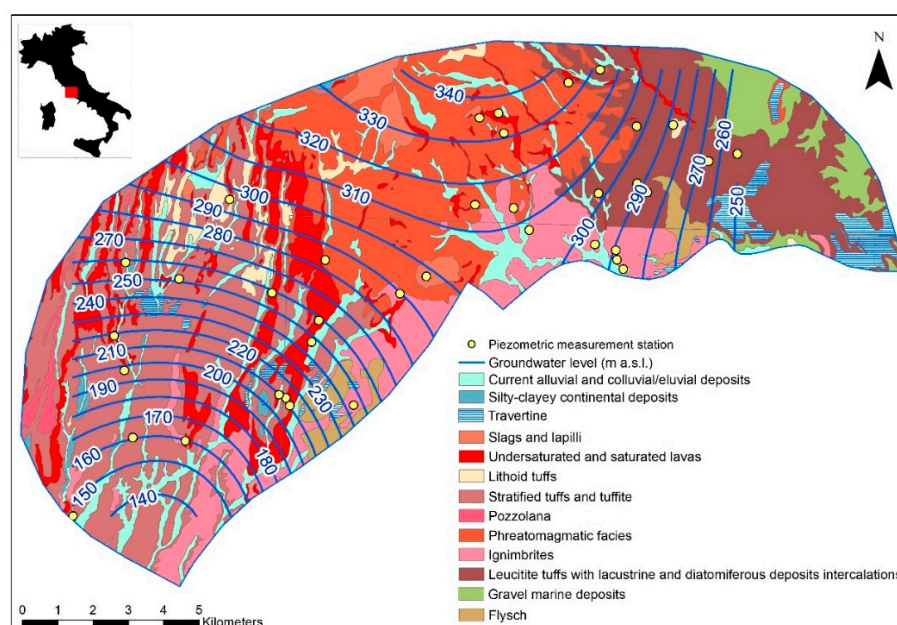 N
340
330
320
310
300
290
280
270
250
240
210
190
220
200
230
180
170
160
150
140
300
290
270
260
250
Piezometric measurement station
Groundwater level (m a.s.l.)
Current alluvial and colluvial/eluvial deposits
Silty-clayey continental deposits
Travertine
Slags and lapilli
Undersaturated and saturated lavas
Lithoid tuffs
Stratified tuffs and tuffite
Pozzolana
Phreatomagmatic facies
Ignimbrites
Leucitite tuffs with lacustrine and diatomiferous deposits intercalations
Gravel marine deposits
Flysch
0 1 2 3 4 5
Kilometers